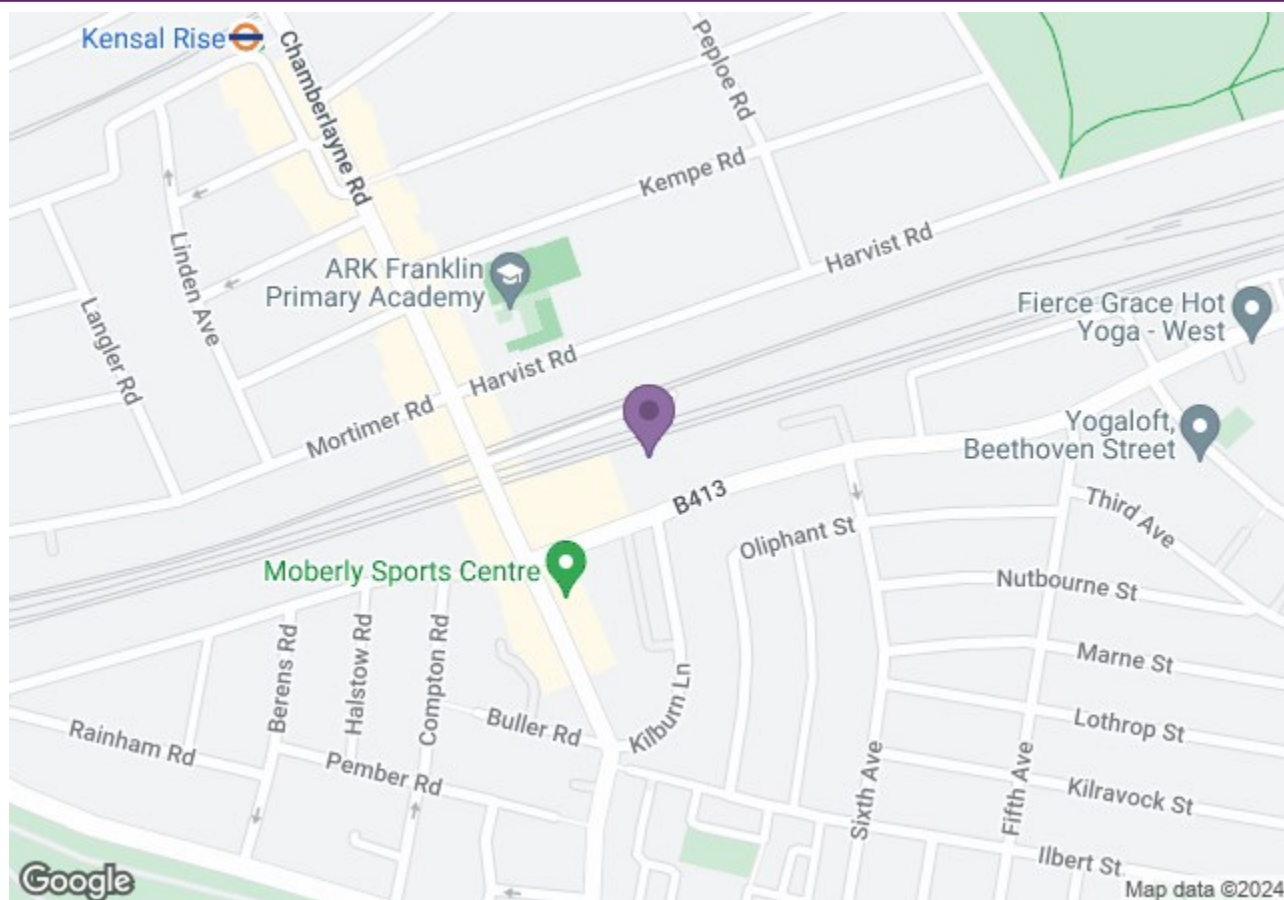 Kensal Rise
Chamberlayne Rd
Peploe Rd
Kempe Rd
Harvist Rd
Linden Ave
ARK Franklin
Primary Academy
Langler Rd
Fierce Grace Hot
Yoga - West
Harvist Rd
Mortimer Rd
Yogaloft,
Beethoven Street
B413
Third Ave
Oliphant St
Moberly Sports Centre
Nutbourne St
Berens Rd
Halstow Rd
Compton Rd
Marne St
Kilburn Ln
Lothrop St
Buller Rd
Rainham Rd
Pember Rd
Sixth Ave
Fifth Ave
Kilravock St
Ilbert St
Google
Map data ©2024